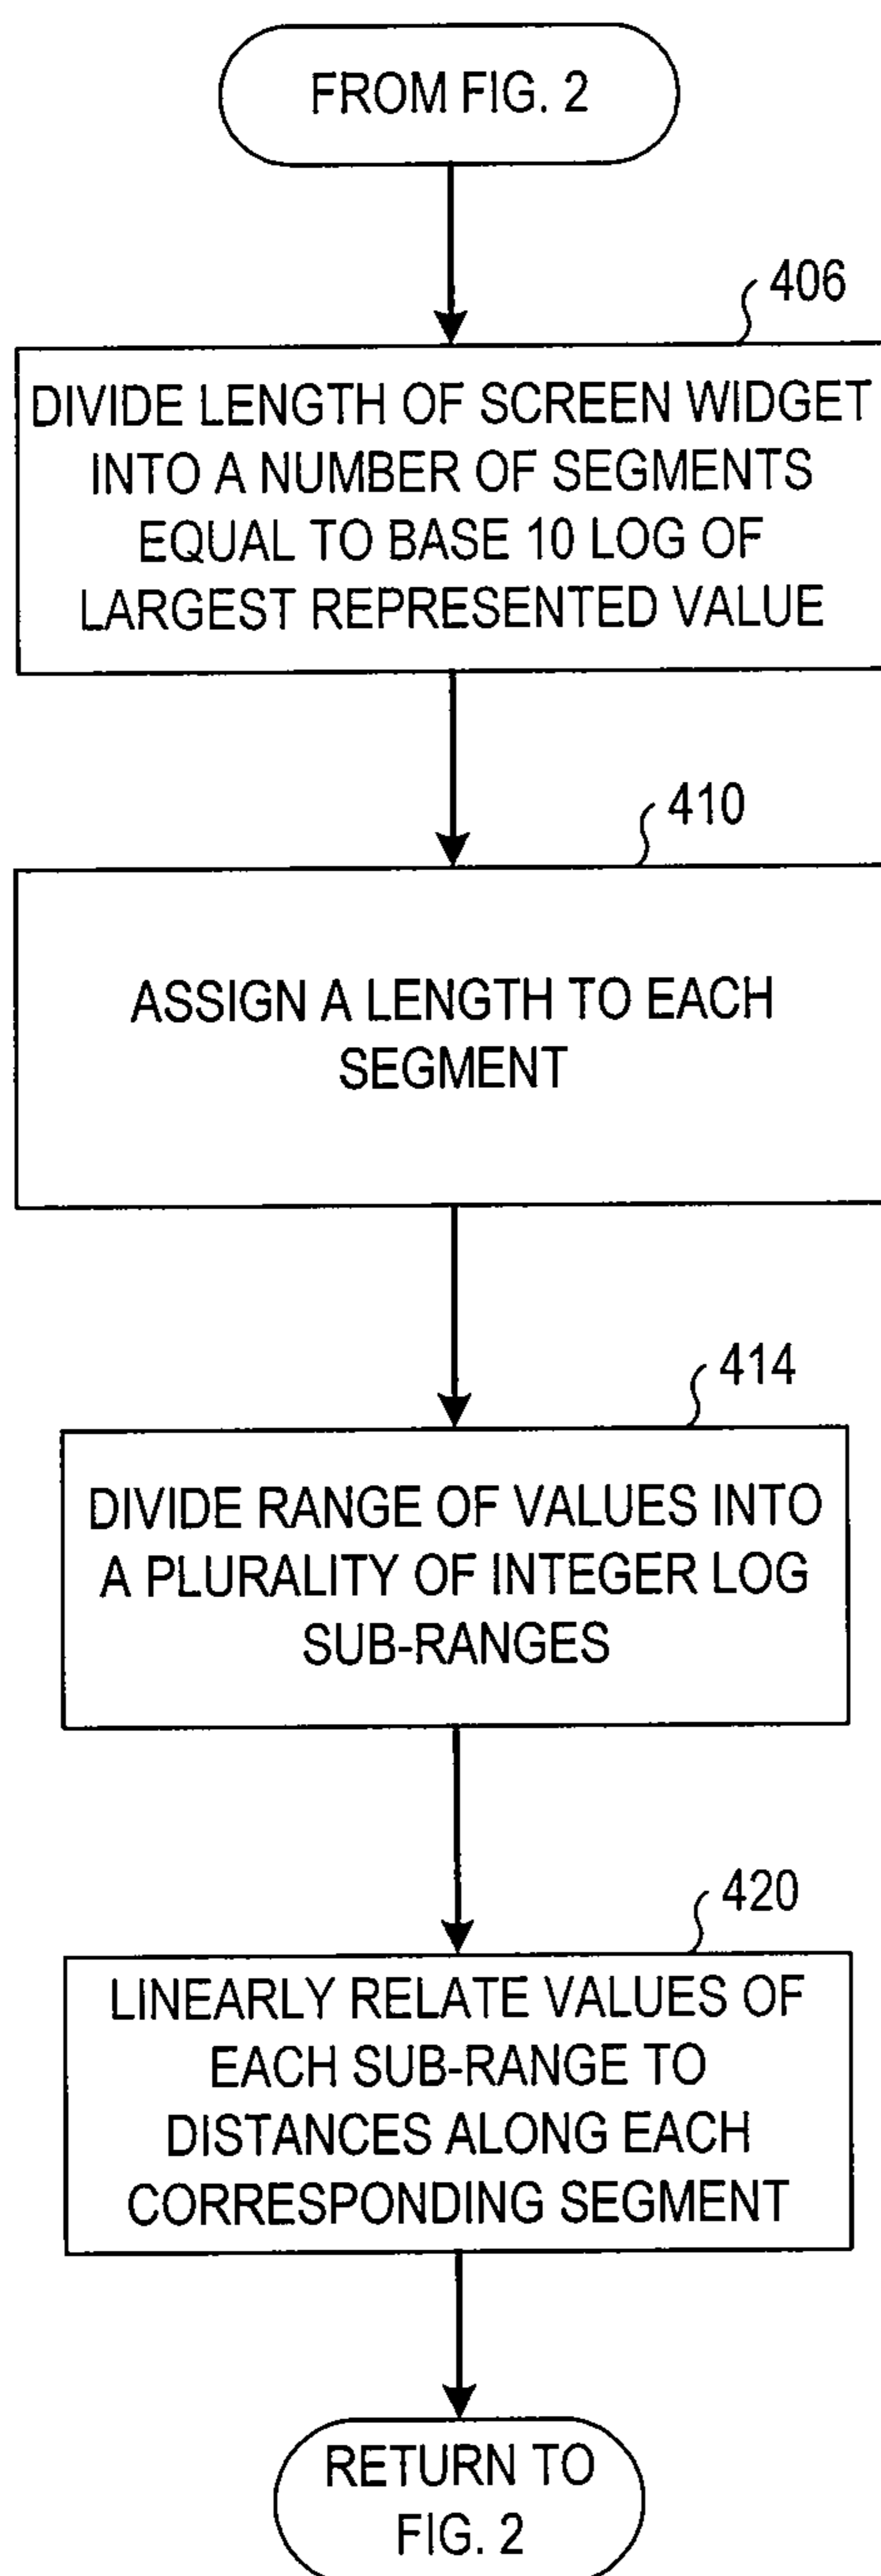 FROM FIG. 2
406
DIVIDE LENGTH OF SCREEN WIDGET
INTO A NUMBER OF SEGMENTS
EQUAL TO BASE 10 LOG OF
LARGEST REPRESENTED VALUE
410
ASSIGN A LENGTH TO EACH
SEGMENT
414
DIVIDE RANGE OF VALUES INTO
A PLURALITY OF INTEGER LOG
SUB-RANGES
420
LINEARLY RELATE VALUES OF
EACH SUB-RANGE TO
DISTANCES ALONG EACH
CORRESPONDING SEGMENT
RETURN TO
FIG. 2